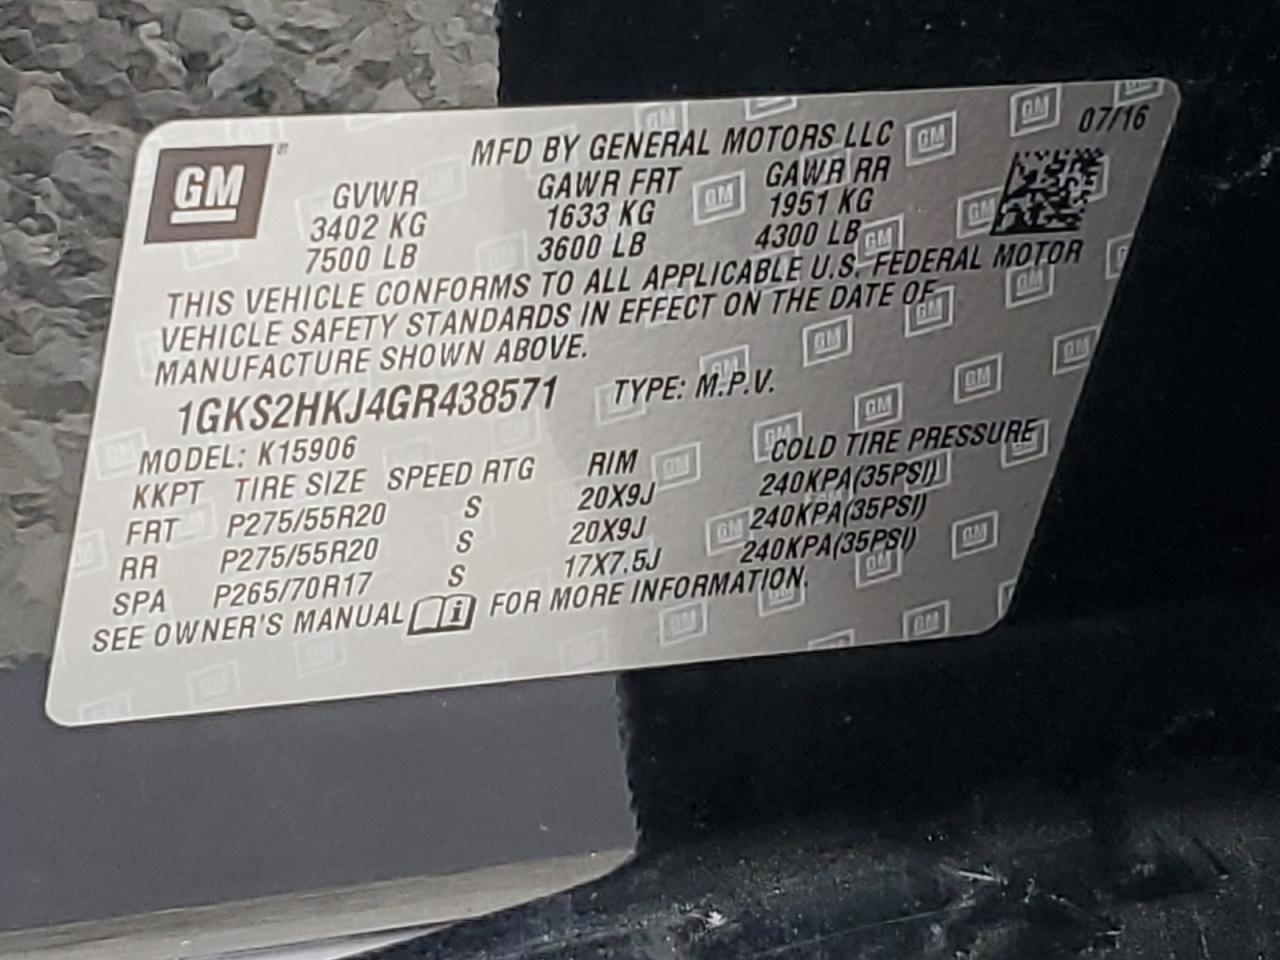 GM
MFD BY GENERAL MOTORS LLC 07/16
GVWR GAWR FRT GAWR RR
3402 KG 1633 KG 1951 KG
7500 LB 3600 LB 4300 LB
THIS VEHICLE CONFORMS TO ALL APPLICABLE U.S. FEDERAL MOTOR
VEHICLE SAFETY STANDARDS IN EFFECT ON THE DATE OF
MANUFACTURE SHOWN ABOVE.
1GKS2HKJ4GR438571 TYPE: M.P.V.
MODEL: K15906
KKPT TIRE SIZE SPEED RTG RIM COLD TIRE PRESSURE
FRT P275/55R20 S 20X9J 240KPA(35PSI)
RR P275/55R20 S 20X9J 240KPA(35PSI)
SPA P265/70R17 S 17X7.5J 240KPA(35PSI)
SEE OWNER'S MANUAL i FOR MORE INFORMATION.